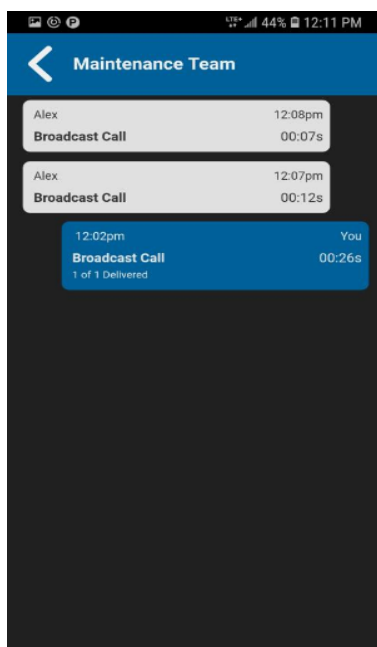 LTE+ 44% 12:11 PM
Maintenance Team
Alex 12:08pm
Broadcast Call 00:07s
Alex 12:07pm
Broadcast Call 00:12s
12:02pm You
Broadcast Call 00:26s
1 of 1 Delivered